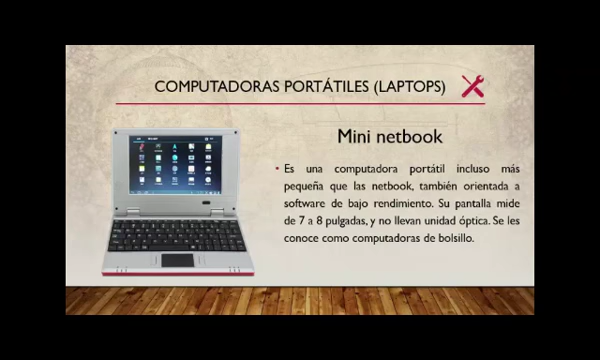 COMPUTADORAS PORTÁTILES (LAPTOPS)
Mini netbook
• Es una computadora portátil incluso más
pequeña que las netbook, también orientada a
software de bajo rendimiento. Su pantalla mide
de 7 a 8 pulgadas, y no llevan unidad óptica. Se les
conoce como computadoras de bolsillo.